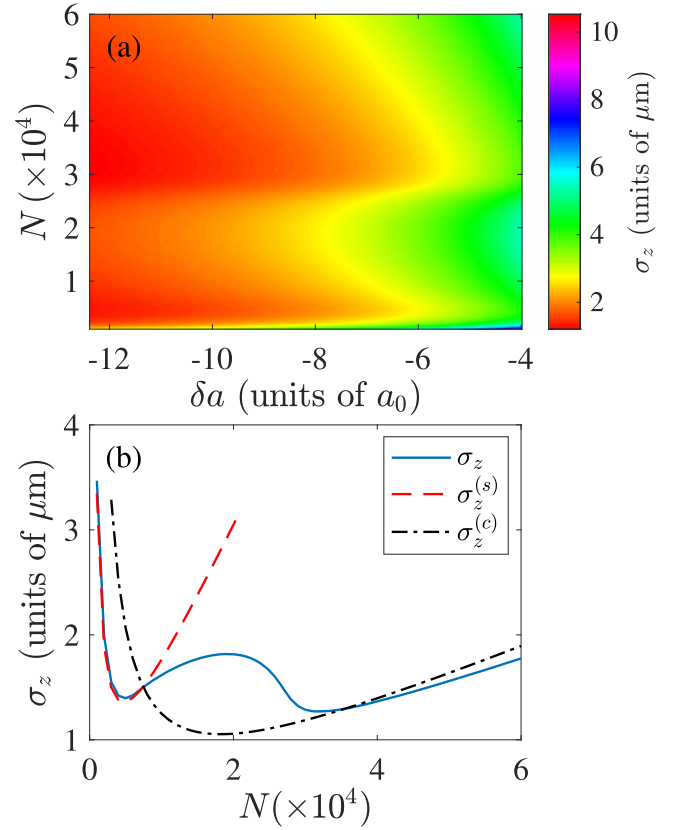 (a)
6
5
4
3
2
1
N (×10⁴)
-12 -10 -8 -6 -4
δa (units of a₀)
10
8
6
4
2
σ_z (units of μm)
(b)
4
3
2
1
σ_z (units of μm)
σ_z
σ_z^(s)
σ_z^(c)
0 2 4 6
N(×10⁴)